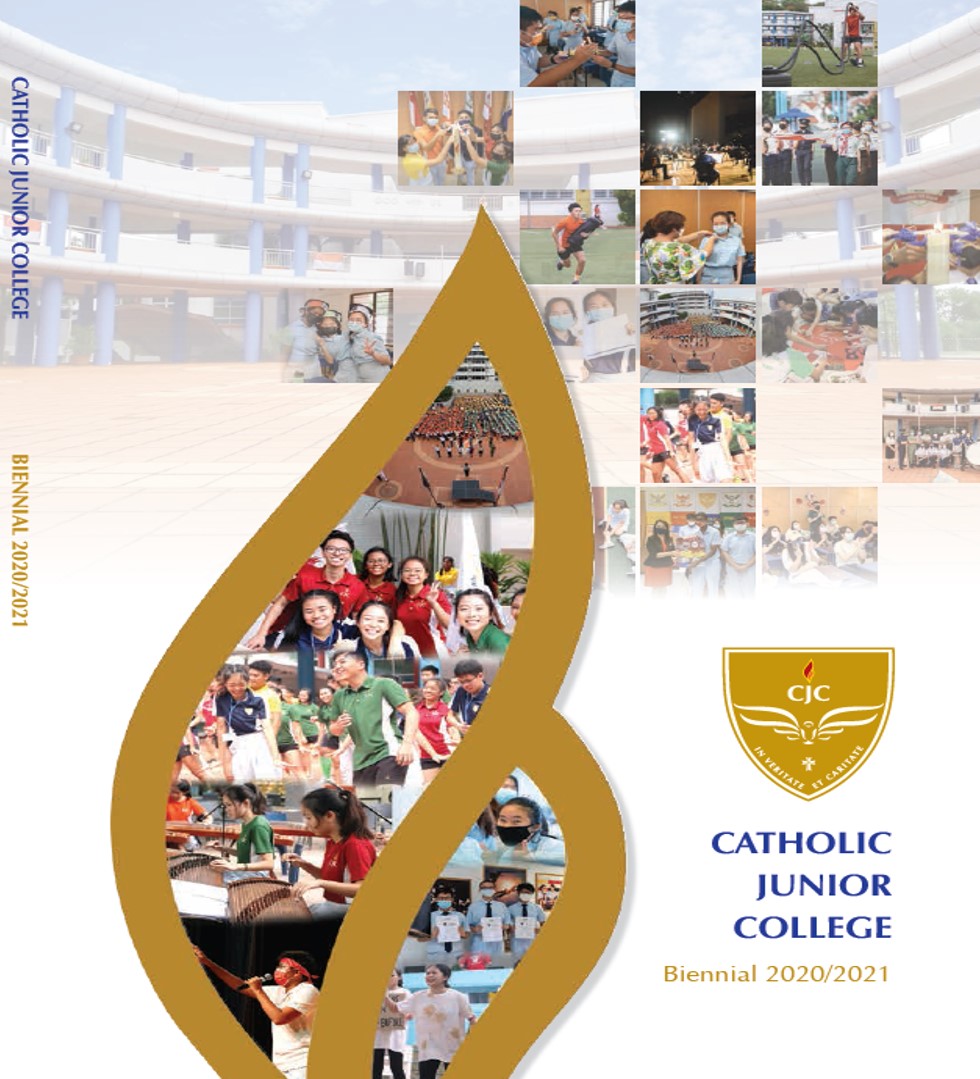 CATHOLIC JUNIOR COLLEGE
BIENNIAL 2020/2021
CJC
IN VERITATE ET CARITATE
CATHOLIC
JUNIOR
COLLEGE
Biennial 2020/2021